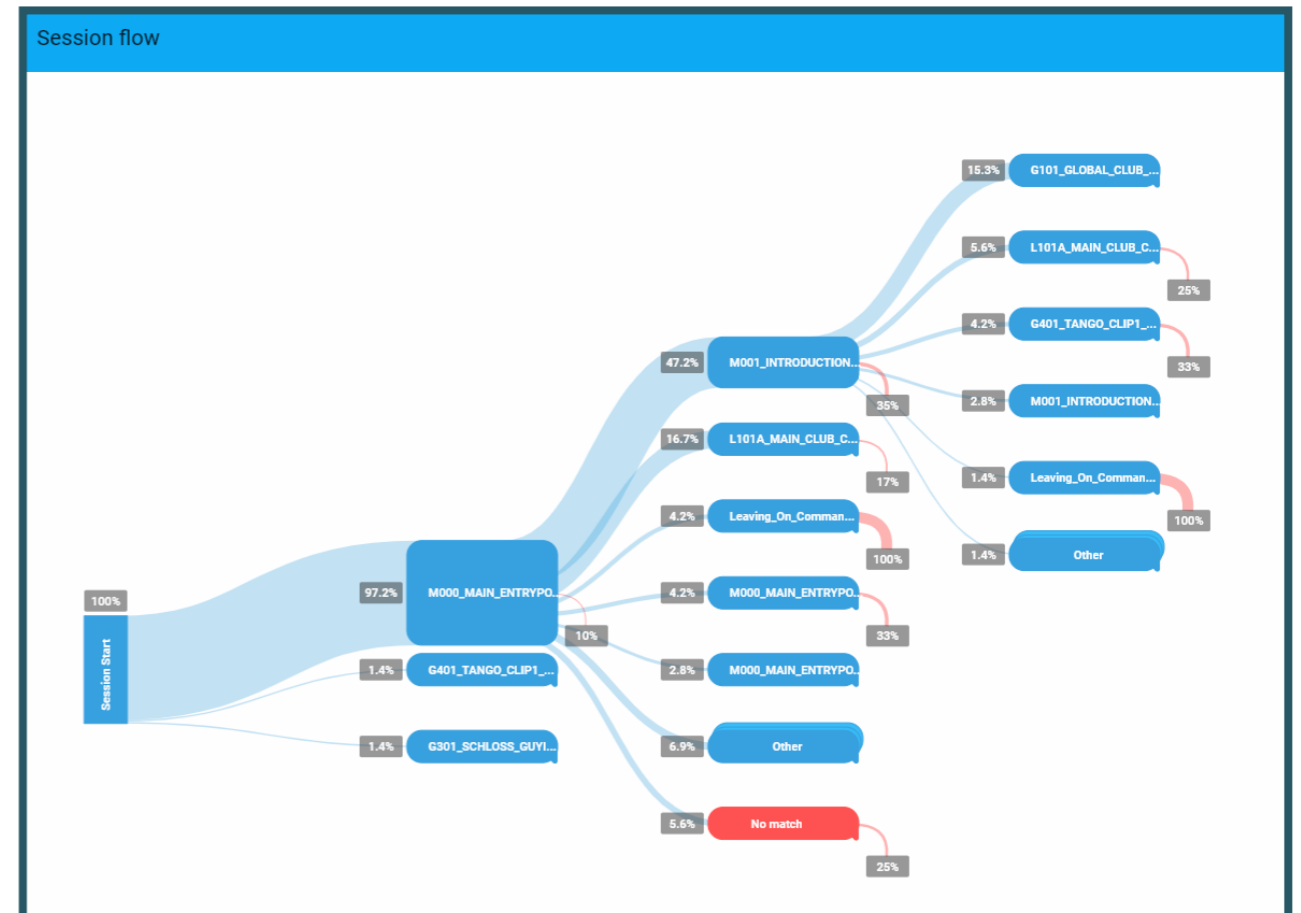 Session flow
100%
Session Start
97.2%
M000_MAIN_ENTRYPO...
10%
1.4%
G401_TANGO_CLIP1_...
1.4%
G301_SCHLOSS_GUYI...
47.2%
M001_INTRODUCTION...
35%
16.7%
L101A_MAIN_CLUB_C...
17%
4.2%
Leaving_On_Comman...
100%
4.2%
M000_MAIN_ENTRYPO...
33%
2.8%
M000_MAIN_ENTRYPO...
6.9%
Other
5.6%
No match
25%
15.3%
G101_GLOBAL_CLUB_...
5.6%
L101A_MAIN_CLUB_C...
25%
4.2%
G401_TANGO_CLIP1_...
33%
2.8%
M001_INTRODUCTION...
1.4%
Leaving_On_Comman...
100%
1.4%
Other